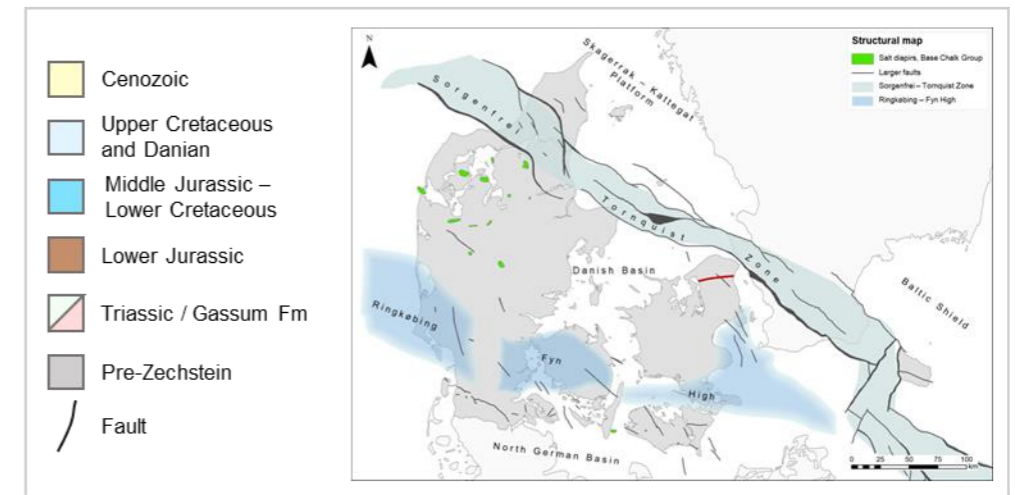 Cenozoic
Upper Cretaceous
and Danian
Middle Jurassic –
Lower Cretaceous
Lower Jurassic
Triassic / Gassum Fm
Pre-Zechstein
Fault
N
Structural map
Salt diapirs, Base Chalk Group
Larger faults
Sorgenfrei – Tornquist Zone
Ringkøbing – Fyn High
Skagerrak – Kattegat
Platform
Sorgenfrei
Tornquist
Zone
Danish Basin
Baltic Shield
Ringkøbing
Fyn
High
North German Basin
0 25 50 75 100
km